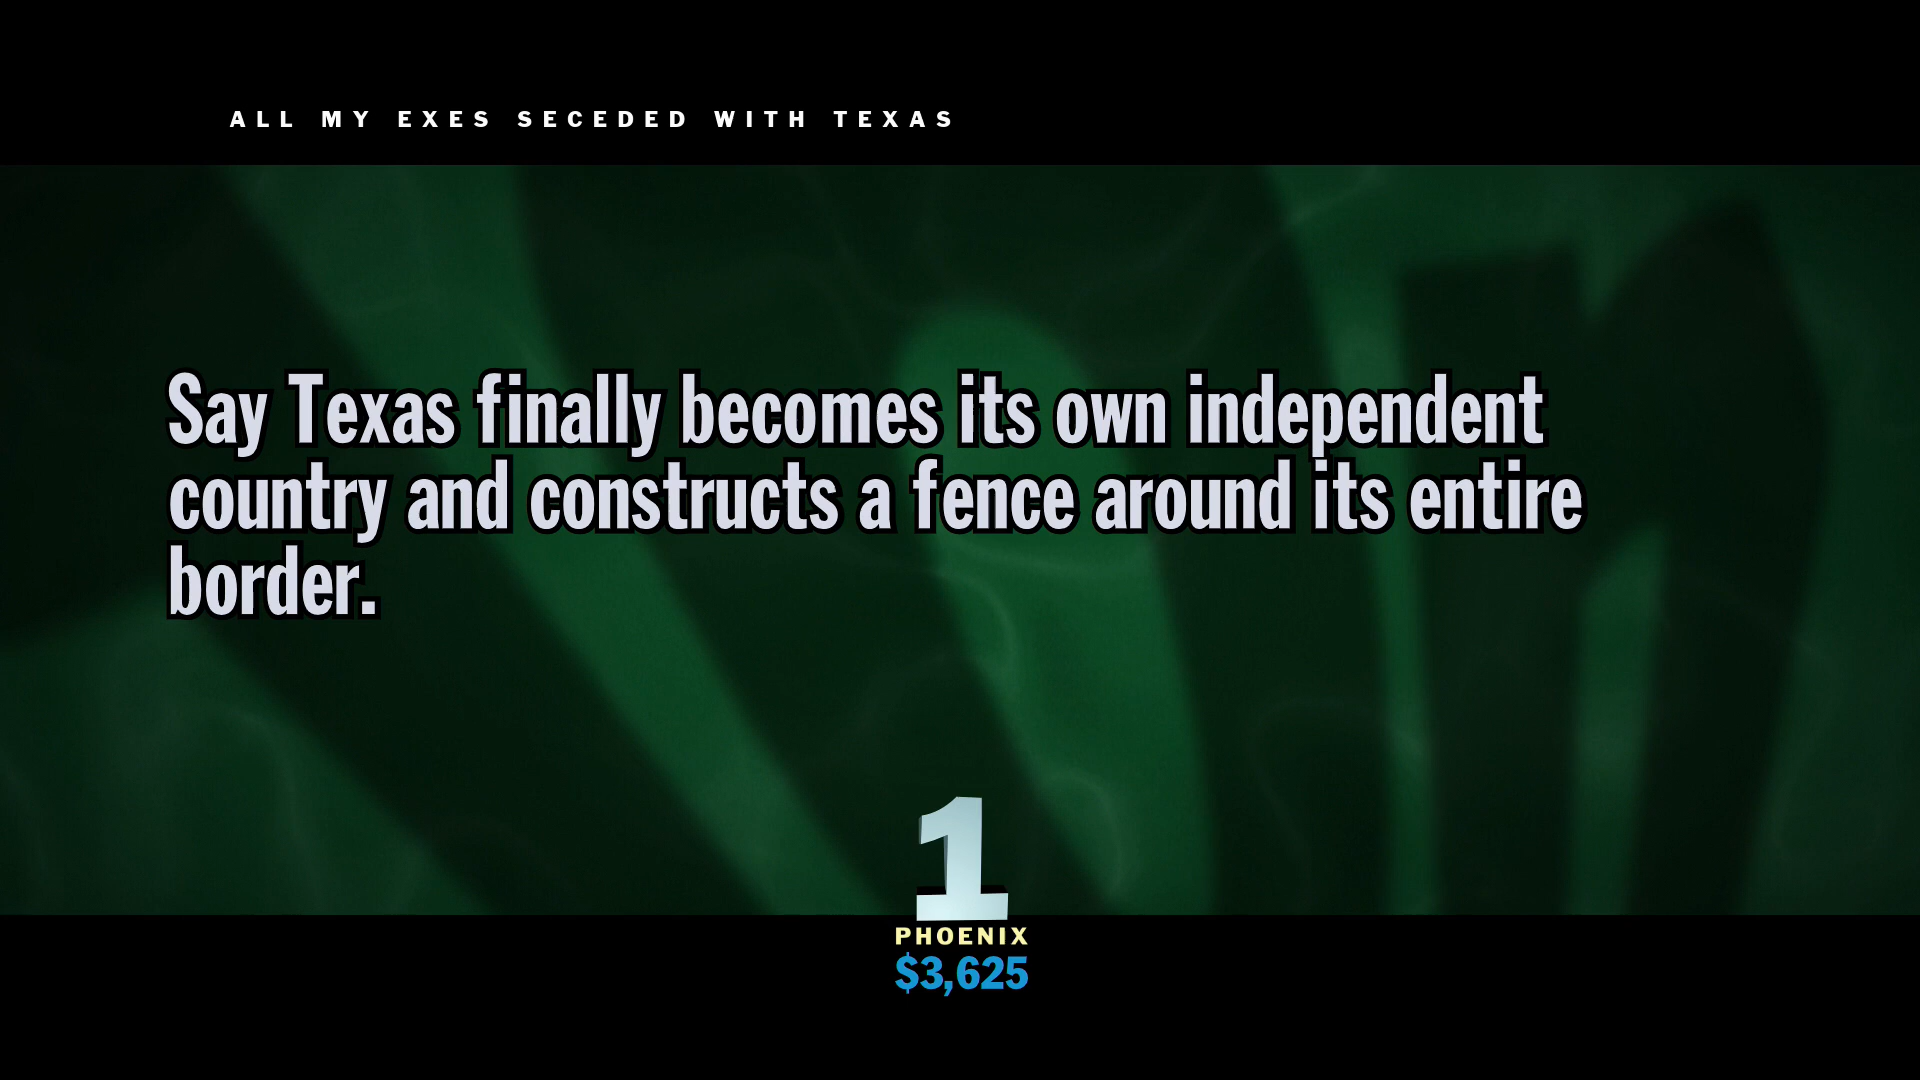 ALL MY EXES SECEDED WITH TEXAS
Say Texas finally becomes its own independent
country and constructs a fence around its entire
border.
1
PHOENIX
$3,625